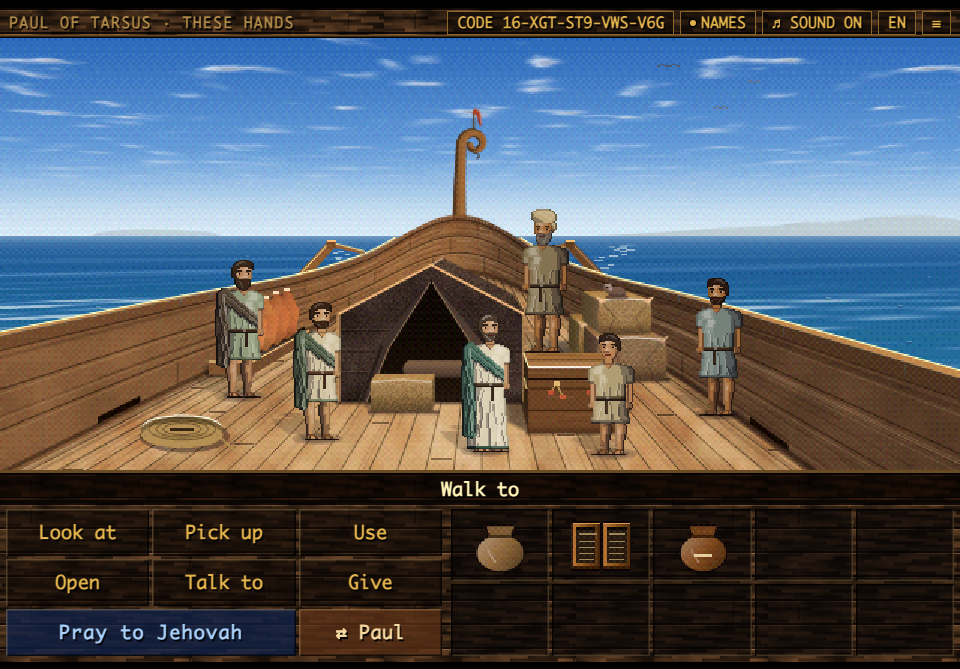 PAUL OF TARSUS · THESE HANDS
CODE 16-XGT-ST9-VWS-V6G
• NAMES
♬ SOUND ON
EN
≡
Walk to
Look at
Pick up
Use
Open
Talk to
Give
Pray to Jehovah
⇄ Paul